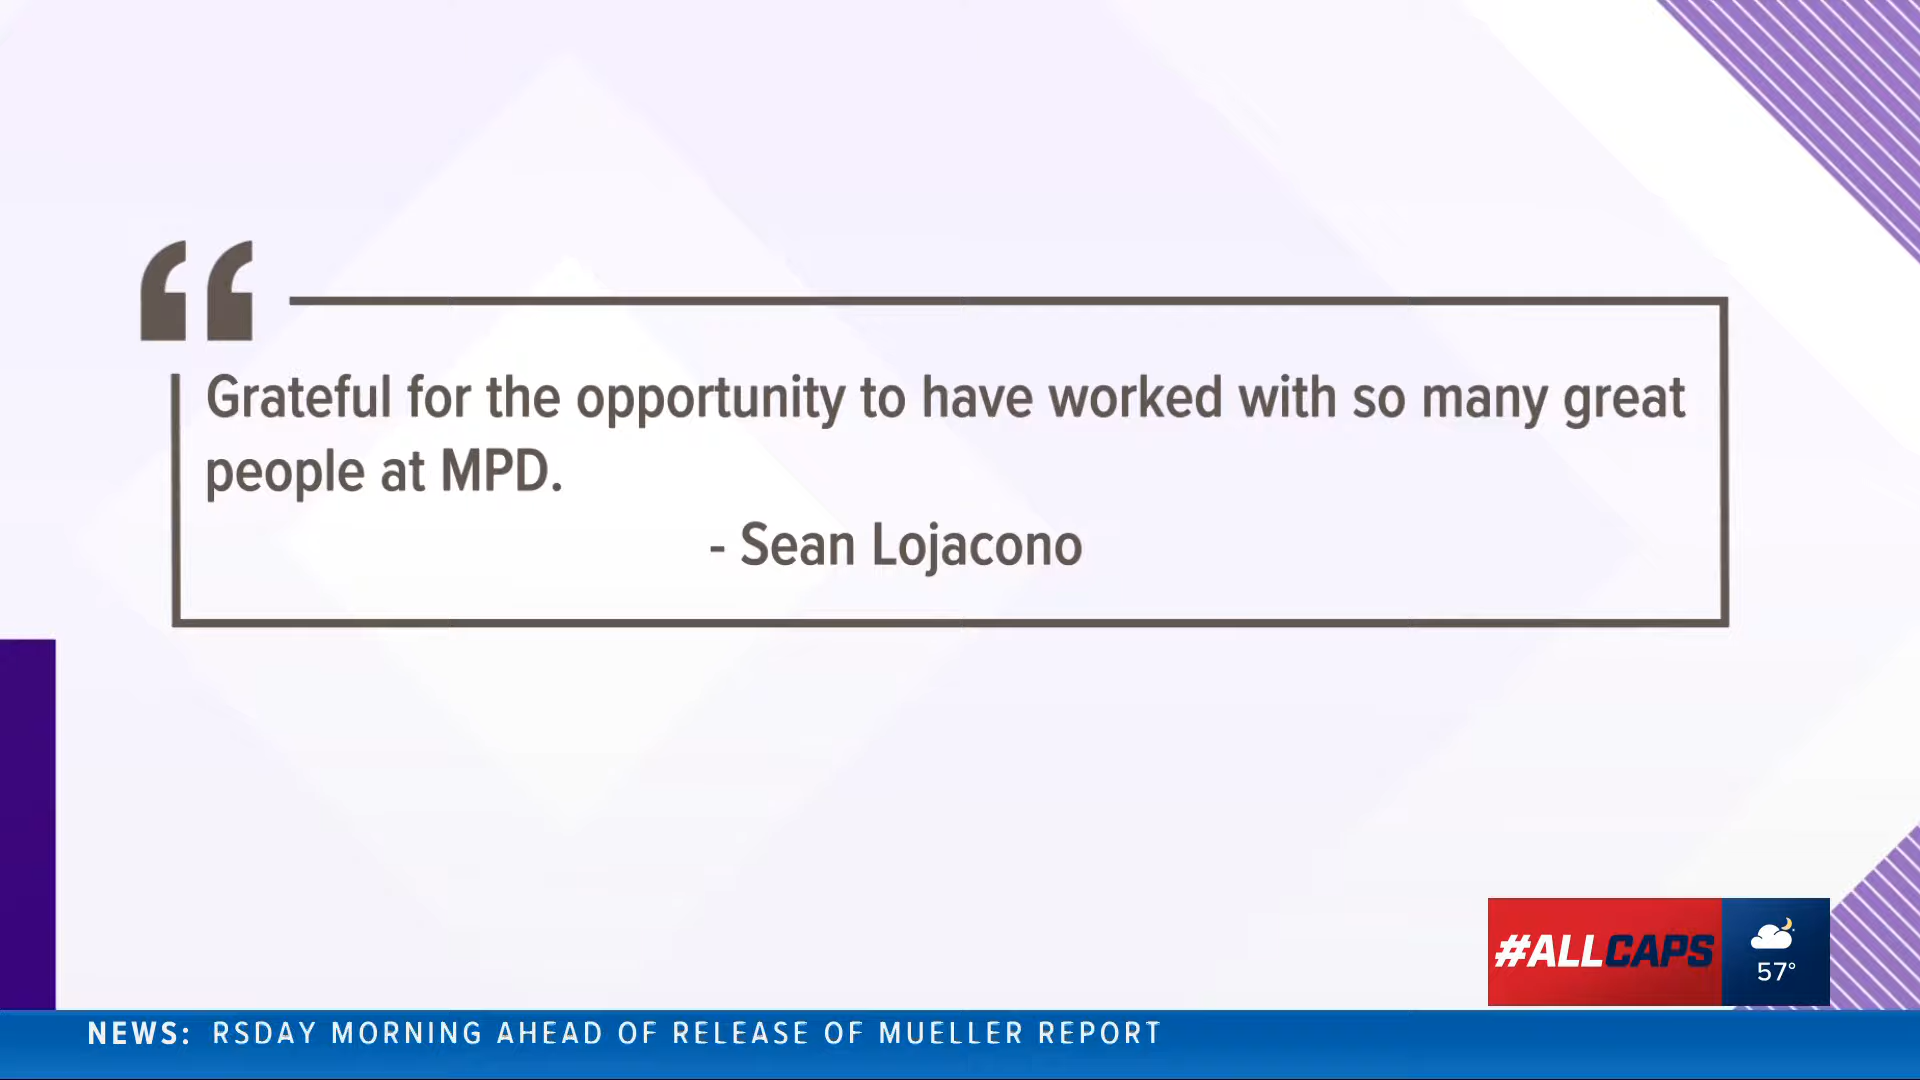 Grateful for the opportunity to have worked with so many great
people at MPD.
- Sean Lojacono
#ALLCAPS
57°
NEWS: RSDAY MORNING AHEAD OF RELEASE OF MUELLER REPORT